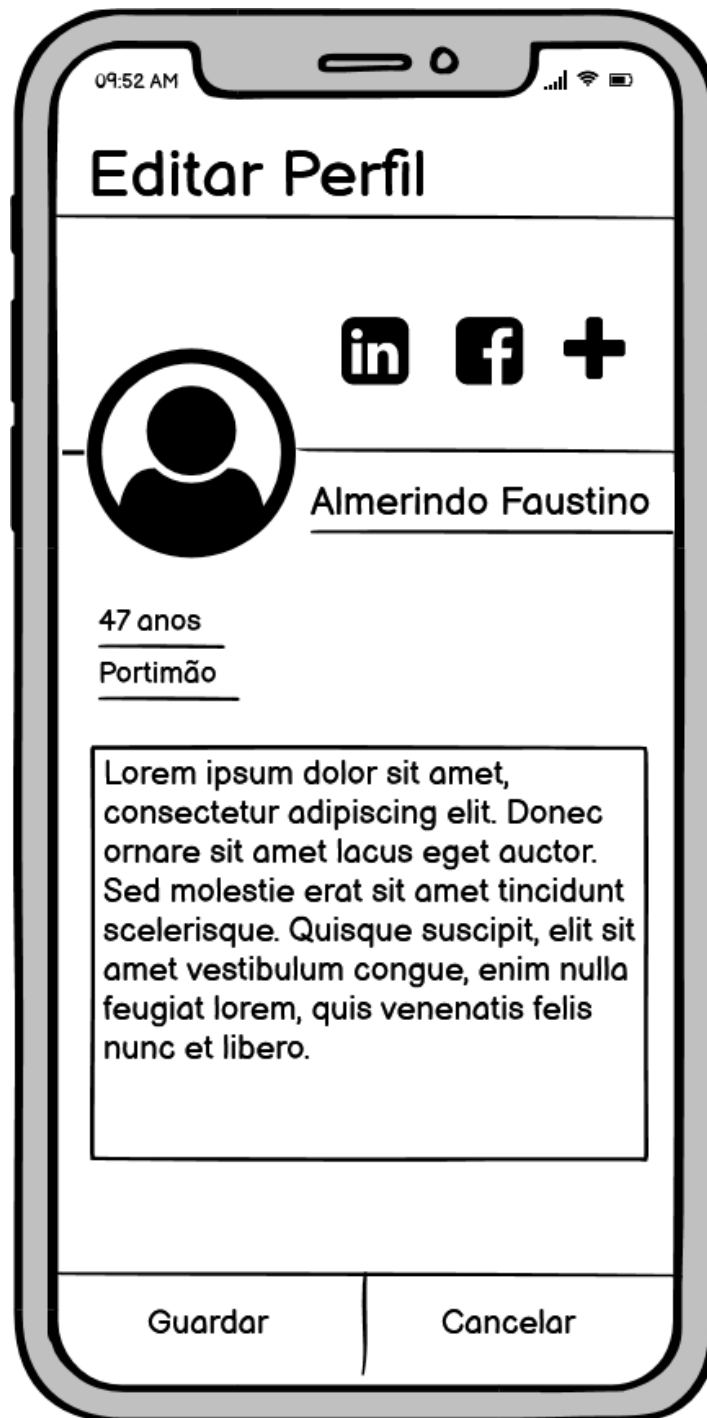 09:52 AM
Editar Perfil
in f
Almerindo Faustino
47 anos
Portimão
Lorem ipsum dolor sit amet,
consectetur adipiscing elit. Donec
ornare sit amet lacus eget auctor.
Sed molestie erat sit amet tincidunt
scelerisque. Quisque suscipit, elit sit
amet vestibulum congue, enim nulla
feugiat lorem, quis venenatis felis
nunc et libero.
Guardar Cancelar